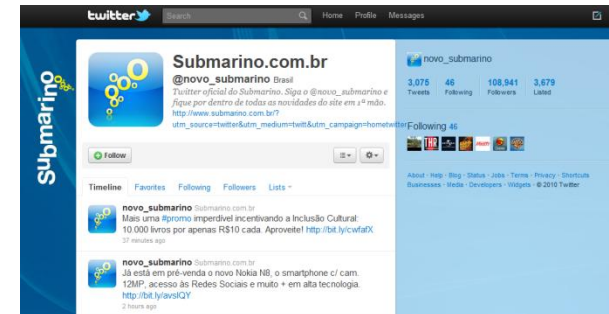 twitter
Search
Home Profile Messages
Submarino
Submarino.com.br
@novo_submarino Brasil
Twitter oficial do Submarino. Siga o @novo_submarino e
fique por dentro de todas as novidades do site em 1ª mão.
http://www.submarino.com.br/?
utm_source=twitter&utm_medium=twitt&utm_campaign=hometwitter
Follow
Timeline Favorites Following Followers Lists
novo_submarino Submarino.com.br
Mais uma #promo imperdível incentivando a Inclusão Cultural:
10.000 livros por apenas R$10 cada. Aproveite! http://bit.ly/cwfafX
37 minutes ago
novo_submarino Submarino.com.br
Já está em pré-venda o novo Nokia N8, o smartphone c/ cam.
12MP, acesso às Redes Sociais e muito + em alta tecnologia.
http://bit.ly/avslQY
2 hours ago
novo_submarino
3,075 46 108,941 3,679
Tweets Following Followers Listed
Following 46
THR
About · Help · Blog · Status · Jobs · Terms · Privacy · Shortcuts
Businesses · Media · Developers · Widgets · © 2010 Twitter